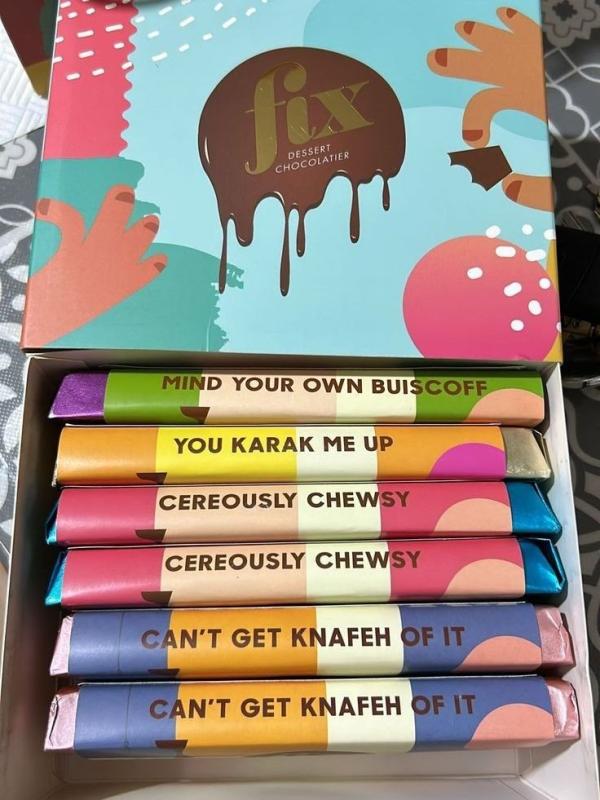 fix
DESSERT
CHOCOLATIER
MIND YOUR OWN BUISCOFF
YOU KARAK ME UP
CEREOUSLY CHEWSY
CEREOUSLY CHEWSY
CAN'T GET KNAFEH OF IT
CAN'T GET KNAFEH OF IT